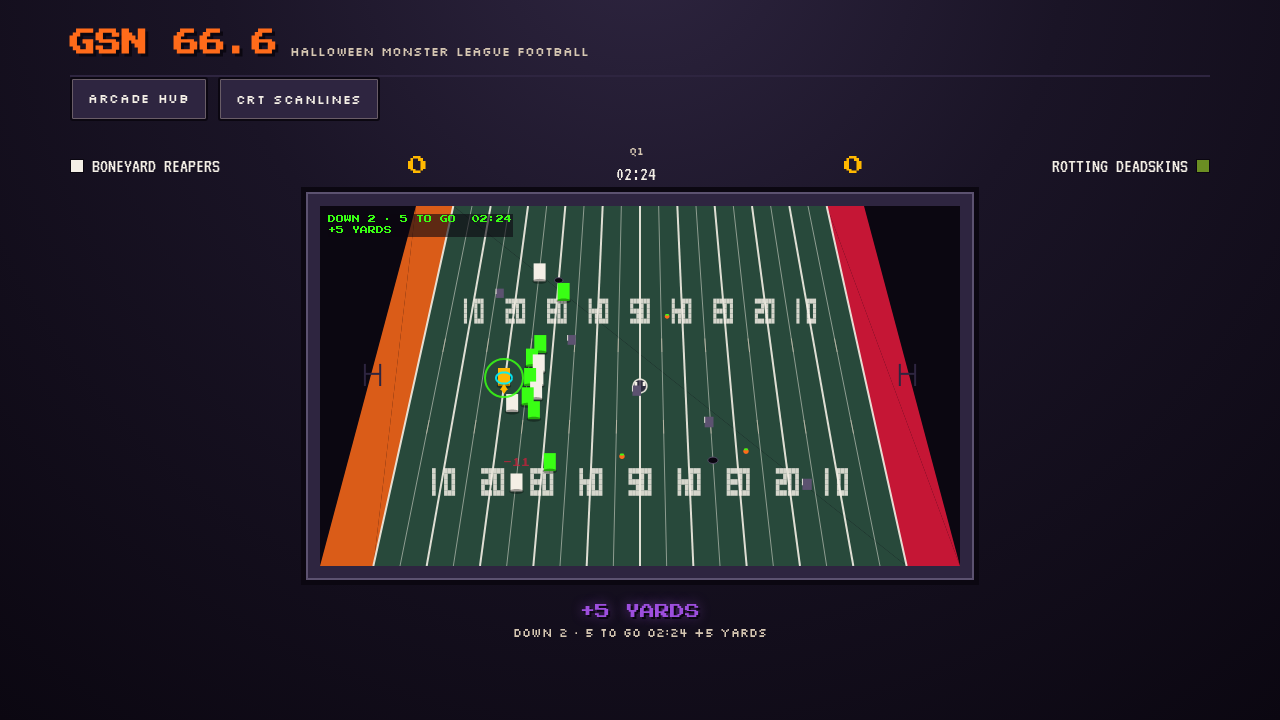 GSN 66.6 HALLOWEEN MONSTER LEAGUE FOOTBALL
ARCADE HUB CRT SCANLINES
Q1
BONEYARD REAPERS 0 02:24 0 ROTTING DEADSKINS
DOWN 2 · 5 TO GO 02:24
+5 YARDS
10 20 30 40 50 40 30 20 10
-11
10 20 30 40 50 40 30 20 10
+5 YARDS
DOWN 2 · 5 TO GO 02:24 +5 YARDS